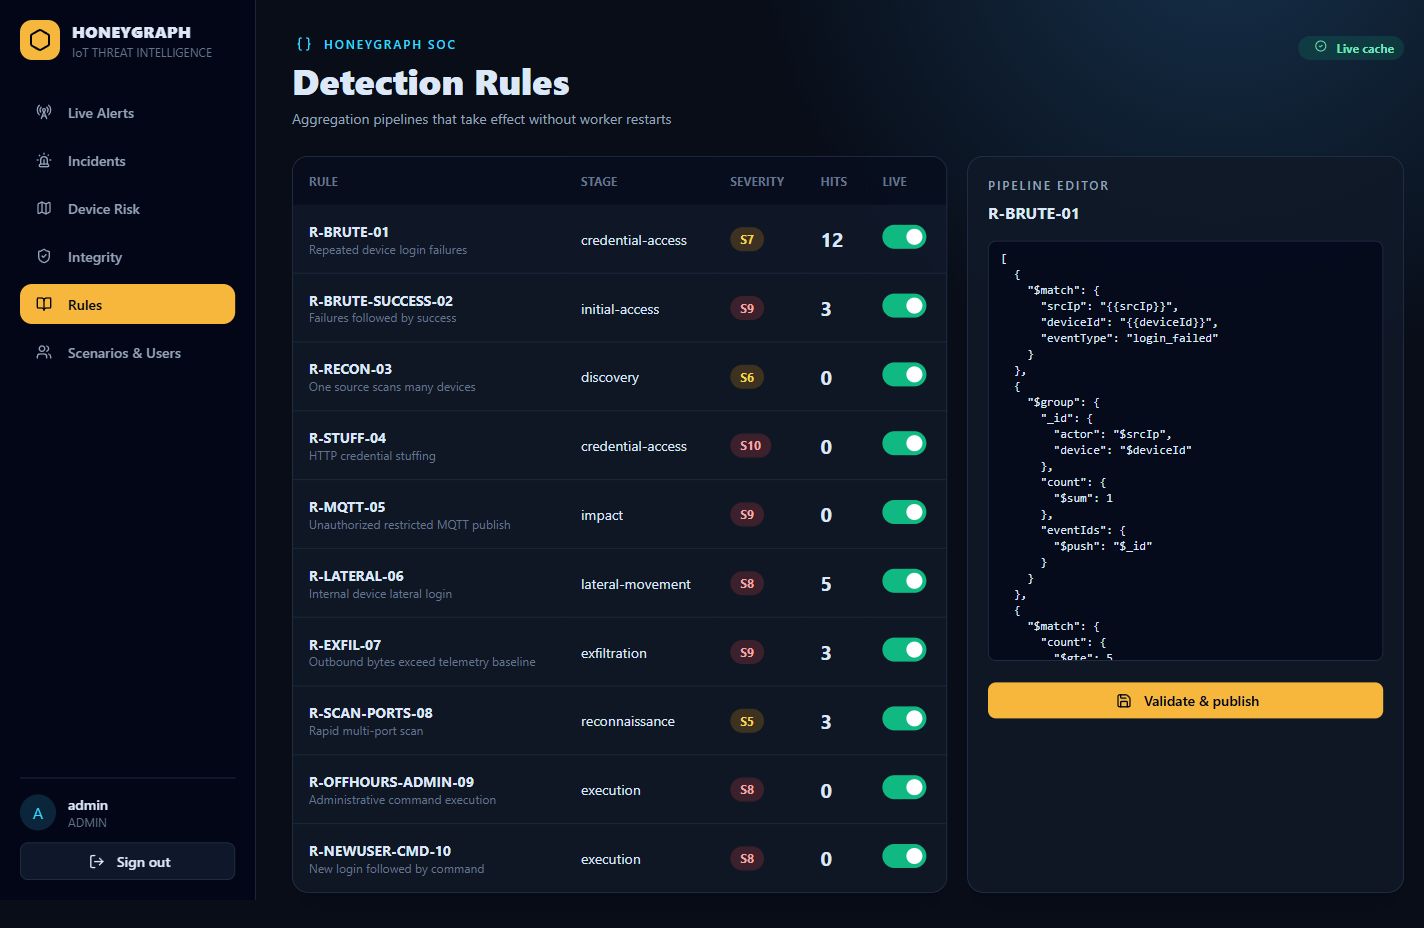 HONEYGRAPH
IoT THREAT INTELLIGENCE
Live Alerts
Incidents
Device Risk
Integrity
Rules
Scenarios & Users
A
admin
ADMIN
Sign out
HONEYGRAPH SOC
Detection Rules
Aggregation pipelines that take effect without worker restarts
Live cache
RULE STAGE SEVERITY HITS LIVE
R-BRUTE-01
Repeated device login failures
credential-access S7 12
R-BRUTE-SUCCESS-02
Failures followed by success
initial-access S9 3
R-RECON-03
One source scans many devices
discovery S6 0
R-STUFF-04
HTTP credential stuffing
credential-access S10 0
R-MQTT-05
Unauthorized restricted MQTT publish
impact S9 0
R-LATERAL-06
Internal device lateral login
lateral-movement S8 5
R-EXFIL-07
Outbound bytes exceed telemetry baseline
exfiltration S9 3
R-SCAN-PORTS-08
Rapid multi-port scan
reconnaissance S5 3
R-OFFHOURS-ADMIN-09
Administrative command execution
execution S8 0
R-NEWUSER-CMD-10
New login followed by command
execution S8 0
PIPELINE EDITOR
R-BRUTE-01
[
  {
    "$match": {
      "srcIp": "{{srcIp}}",
      "deviceId": "{{deviceId}}",
      "eventType": "login_failed"
    }
  },
  {
    "$group": {
      "_id": {
        "actor": "$srcIp",
        "device": "$deviceId"
      },
      "count": {
        "$sum": 1
      },
      "eventIds": {
        "$push": "$_id"
      }
    }
  },
  {
    "$match": {
      "count": {
        "$gte": 5
Validate & publish